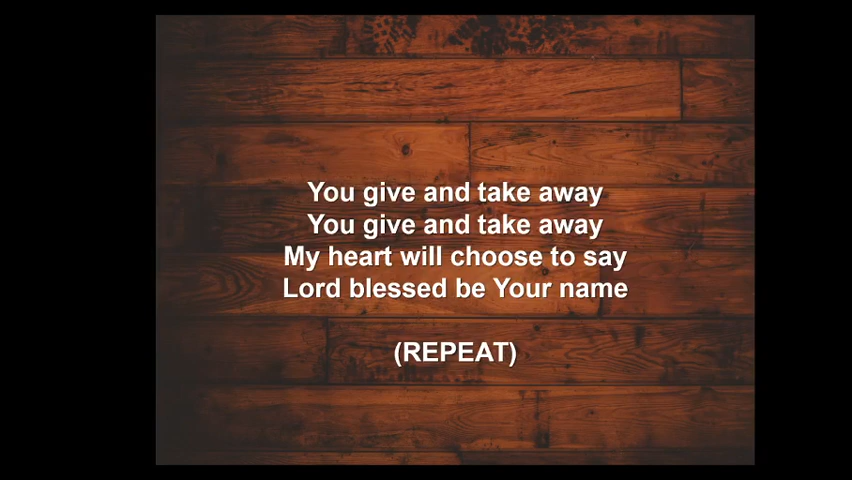 You give and take away
You give and take away
My heart will choose to say
Lord blessed be Your name
(REPEAT)